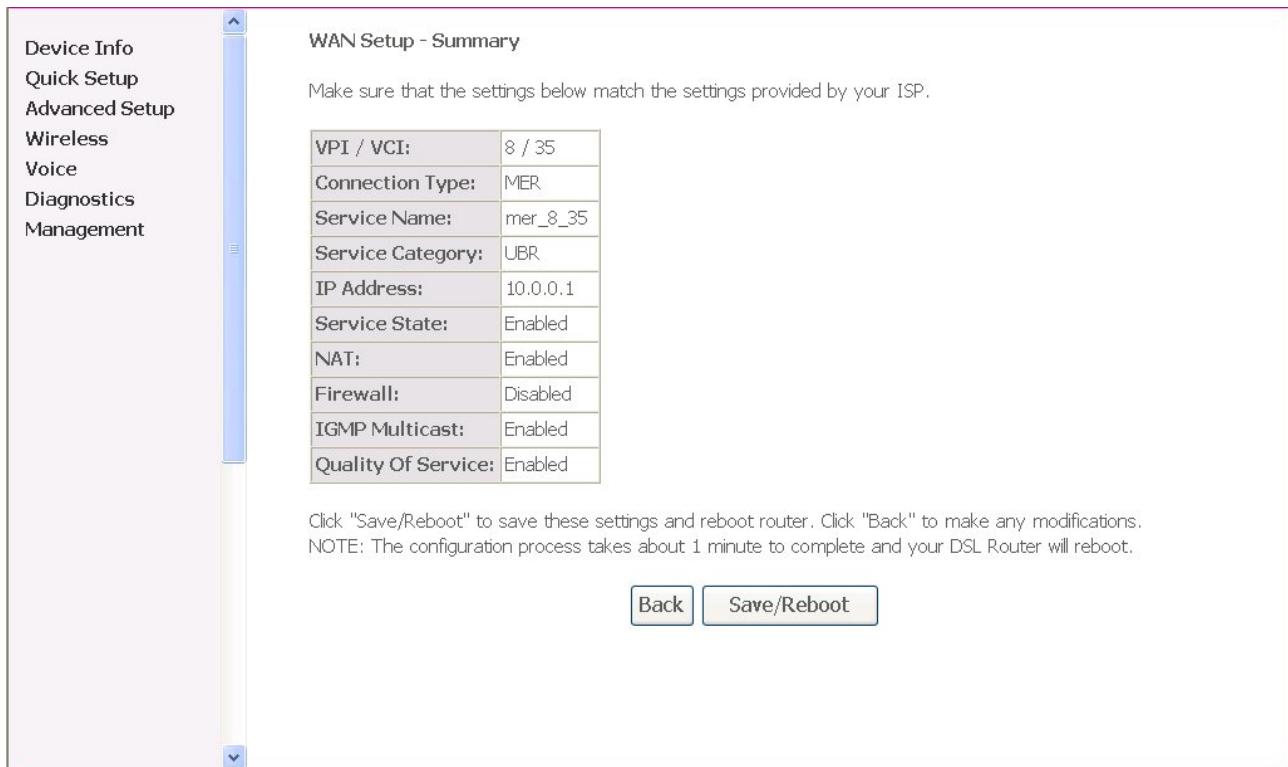 Device Info
Quick Setup
Advanced Setup
Wireless
Voice
Diagnostics
Management
WAN Setup - Summary
Make sure that the settings below match the settings provided by your ISP.
VPI / VCI: 8 / 35
Connection Type: MER
Service Name: mer_8_35
Service Category: UBR
IP Address: 10.0.0.1
Service State: Enabled
NAT: Enabled
Firewall: Disabled
IGMP Multicast: Enabled
Quality Of Service: Enabled
Click "Save/Reboot" to save these settings and reboot router. Click "Back" to make any modifications.
NOTE: The configuration process takes about 1 minute to complete and your DSL Router will reboot.
Back Save/Reboot